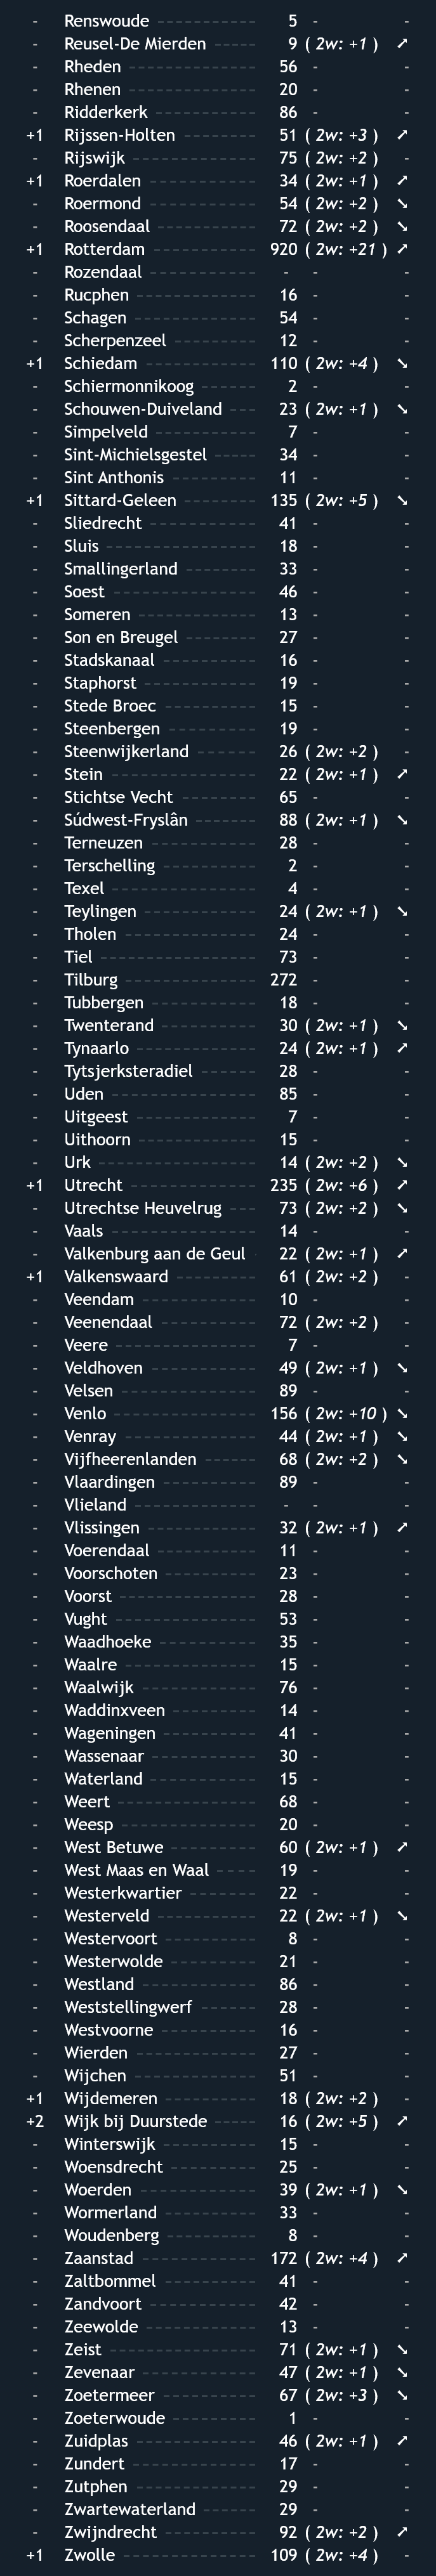 - Renswoude 5 - -
- Reusel-De Mierden 9 ( 2w: +1 ) ➚
- Rheden 56 - -
- Rhenen 20 - -
- Ridderkerk 86 - -
+1 Rijssen-Holten 51 ( 2w: +3 ) ➚
- Rijswijk 75 ( 2w: +2 ) -
+1 Roerdalen 34 ( 2w: +1 ) ➚
- Roermond 54 ( 2w: +2 ) ➘
- Roosendaal 72 ( 2w: +2 ) ➘
+1 Rotterdam 920 ( 2w: +21 ) ➚
- Rozendaal - - -
- Rucphen 16 - -
- Schagen 54 - -
- Scherpenzeel 12 - -
+1 Schiedam 110 ( 2w: +4 ) ➘
- Schiermonnikoog 2 - -
- Schouwen-Duiveland 23 ( 2w: +1 ) ➘
- Simpelveld 7 - -
- Sint-Michielsgestel 34 - -
- Sint Anthonis 11 - -
+1 Sittard-Geleen 135 ( 2w: +5 ) ➘
- Sliedrecht 41 - -
- Sluis 18 - -
- Smallingerland 33 - -
- Soest 46 - -
- Someren 13 - -
- Son en Breugel 27 - -
- Stadskanaal 16 - -
- Staphorst 19 - -
- Stede Broec 15 - -
- Steenbergen 19 - -
- Steenwijkerland 26 ( 2w: +2 ) -
- Stein 22 ( 2w: +1 ) ➚
- Stichtse Vecht 65 - -
- Súdwest-Fryslân 88 ( 2w: +1 ) ➘
- Terneuzen 28 - -
- Terschelling 2 - -
- Texel 4 - -
- Teylingen 24 ( 2w: +1 ) ➘
- Tholen 24 - -
- Tiel 73 - -
- Tilburg 272 - -
- Tubbergen 18 - -
- Twenterand 30 ( 2w: +1 ) ➘
- Tynaarlo 24 ( 2w: +1 ) ➚
- Tytsjerksteradiel 28 - -
- Uden 85 - -
- Uitgeest 7 - -
- Uithoorn 15 - -
- Urk 14 ( 2w: +2 ) ➘
+1 Utrecht 235 ( 2w: +6 ) ➚
- Utrechtse Heuvelrug 73 ( 2w: +2 ) ➘
- Vaals 14 - -
- Valkenburg aan de Geul 22 ( 2w: +1 ) ➚
+1 Valkenswaard 61 ( 2w: +2 ) -
- Veendam 10 - -
- Veenendaal 72 ( 2w: +2 ) -
- Veere 7 - -
- Veldhoven 49 ( 2w: +1 ) ➘
- Velsen 89 - -
- Venlo 156 ( 2w: +10 ) ➘
- Venray 44 ( 2w: +1 ) ➘
- Vijfheerenlanden 68 ( 2w: +2 ) ➘
- Vlaardingen 89 - -
- Vlieland - - -
- Vlissingen 32 ( 2w: +1 ) ➚
- Voerendaal 11 - -
- Voorschoten 23 - -
- Voorst 28 - -
- Vught 53 - -
- Waadhoeke 35 - -
- Waalre 15 - -
- Waalwijk 76 - -
- Waddinxveen 14 - -
- Wageningen 41 - -
- Wassenaar 30 - -
- Waterland 15 - -
- Weert 68 - -
- Weesp 20 - -
- West Betuwe 60 ( 2w: +1 ) ➚
- West Maas en Waal 19 - -
- Westerkwartier 22 - -
- Westerveld 22 ( 2w: +1 ) ➘
- Westervoort 8 - -
- Westerwolde 21 - -
- Westland 86 - -
- Weststellingwerf 28 - -
- Westvoorne 16 - -
- Wierden 27 - -
- Wijchen 51 - -
+1 Wijdemeren 18 ( 2w: +2 ) -
+2 Wijk bij Duurstede 16 ( 2w: +5 ) ➚
- Winterswijk 15 - -
- Woensdrecht 25 - -
- Woerden 39 ( 2w: +1 ) ➘
- Wormerland 33 - -
- Woudenberg 8 - -
- Zaanstad 172 ( 2w: +4 ) ➚
- Zaltbommel 41 - -
- Zandvoort 42 - -
- Zeewolde 13 - -
- Zeist 71 ( 2w: +1 ) ➘
- Zevenaar 47 ( 2w: +1 ) ➘
- Zoetermeer 67 ( 2w: +3 ) ➘
- Zoeterwoude 1 - -
- Zuidplas 46 ( 2w: +1 ) ➚
- Zundert 17 - -
- Zutphen 29 - -
- Zwartewaterland 29 - -
- Zwijndrecht 92 ( 2w: +2 ) ➚
+1 Zwolle 109 ( 2w: +4 ) -